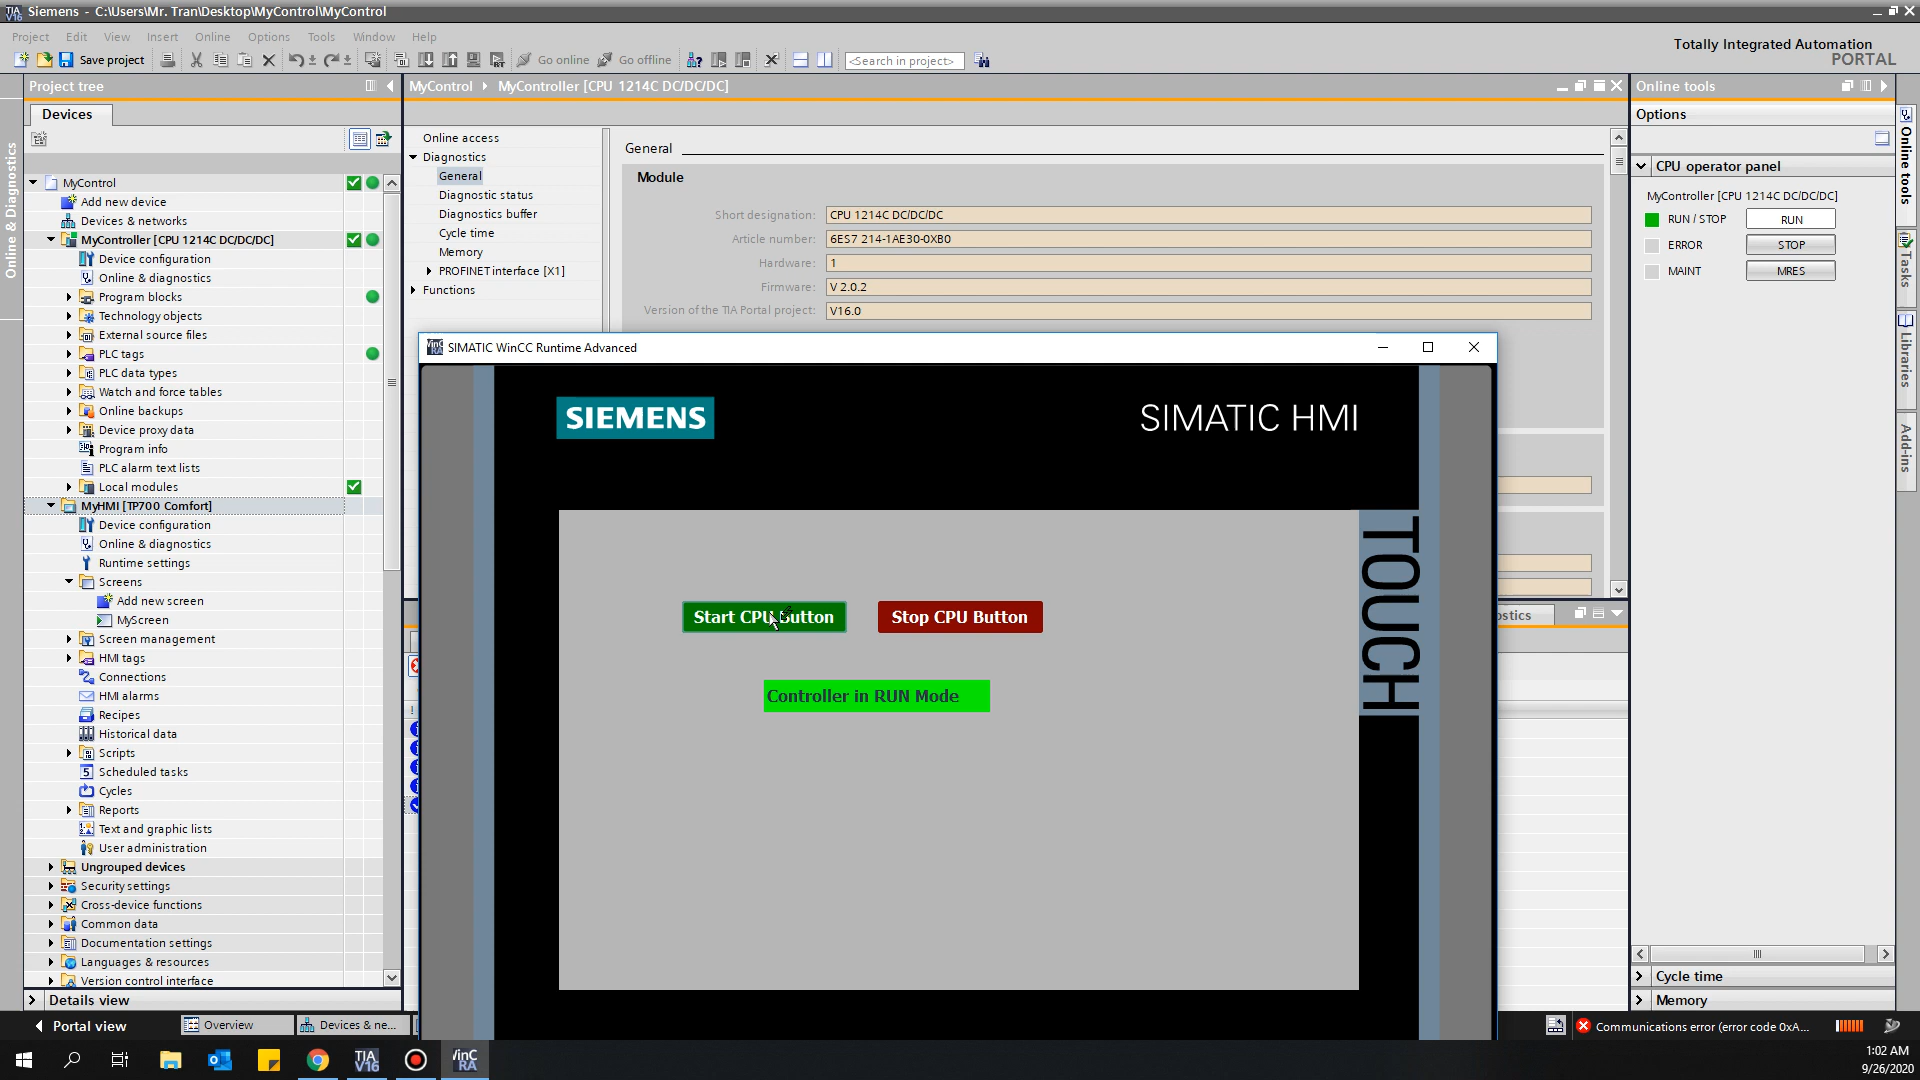 Siemens - C:\Users\Mr. Tran\Desktop\MyControl\MyControl
Project Edit View Insert Online Options Tools Window Help
Totally Integrated Automation
PORTAL
Save project
Go online
Go offline
<Search in project>
Project tree
MyControl
MyController [CPU 1214C DC/DC/DC]
Online tools
Devices
Options
Online & Diagnostics
Online tools
Tasks
Libraries
Add-ins
MyControl
Add new device
Devices & networks
MyController [CPU 1214C DC/DC/DC]
Device configuration
Online & diagnostics
Program blocks
Technology objects
External source files
PLC tags
PLC data types
Watch and force tables
Online backups
Device proxy data
Program info
PLC alarm text lists
Local modules
MyHMI [TP700 Comfort]
Device configuration
Online & diagnostics
Runtime settings
Screens
Add new screen
MyScreen
Screen management
HMI tags
Connections
HMI alarms
Recipes
Historical data
Scripts
Scheduled tasks
Cycles
Reports
Text and graphic lists
User administration
Ungrouped devices
Security settings
Cross-device functions
Common data
Documentation settings
Languages & resources
Version control interface
Details view
Online access
Diagnostics
General
Diagnostic status
Diagnostics buffer
Cycle time
Memory
PROFINET interface [X1]
Functions
General
Module
Short designation: CPU 1214C DC/DC/DC
Article number: 6ES7 214-1AE30-0XB0
Hardware: 1
Firmware: V 2.0.2
Version of the TIA Portal project: V16.0
CPU operator panel
MyController [CPU 1214C DC/DC/DC]
RUN / STOP RUN
ERROR STOP
MAINT MRES
SIMATIC WinCC Runtime Advanced
SIEMENS
SIMATIC HMI
TOUCH
Start CPU Button
Stop CPU Button
Controller in RUN Mode
Cycle time
Memory
Portal view
Overview
Devices & ne...
Communications error (error code 0xA...
TIA
V16
WinC
RA
1:02 AM
9/26/2020